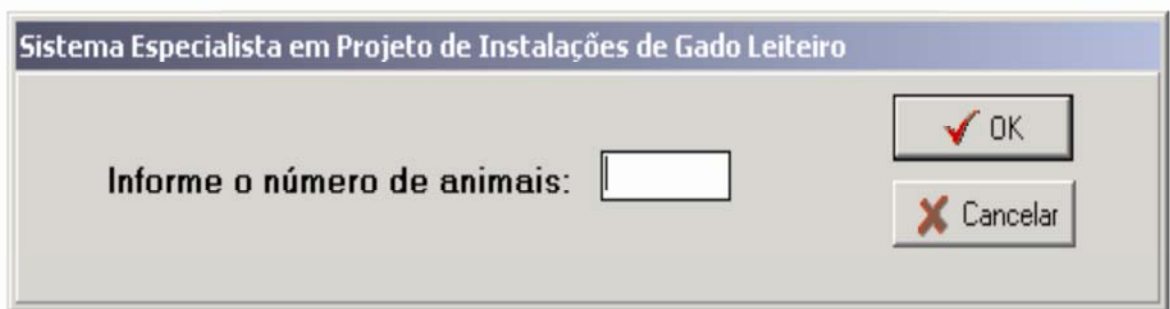 Sistema Especialista em Projeto de Instalações de Gado Leiteiro
Informe o número de animais:
OK
Cancelar